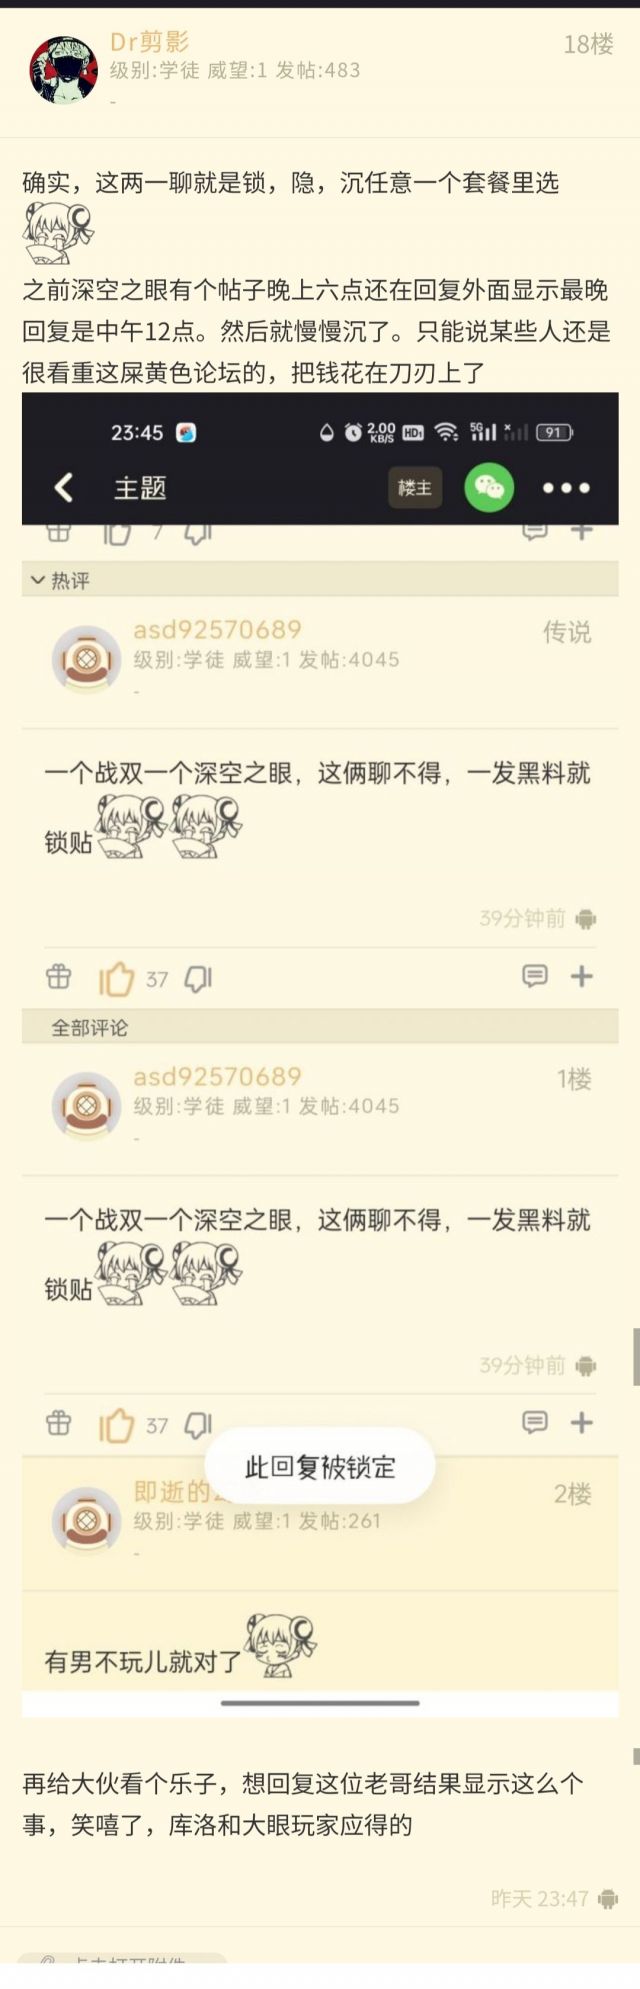 Dr剪影
18楼
级别:学徒 威望:1 发帖:483
-
确实，这两一聊就是锁，隐，沉任意一个套餐里选
之前深空之眼有个帖子晚上六点还在回复外面显示最晚
回复是中午12点。然后就慢慢沉了。只能说某些人还是
很看重这屎黄色论坛的，把钱花在刀刃上了
23:45
2.00 KB/S HD1 5G 91
主题
楼主
7
热评
asd92570689
传说
级别:学徒 威望:1 发帖:4045
-
一个战双一个深空之眼，这俩聊不得，一发黑料就
锁贴
39分钟前
37
全部评论
asd92570689
1楼
级别:学徒 威望:1 发帖:4045
-
一个战双一个深空之眼，这俩聊不得，一发黑料就
锁贴
39分钟前
37
此回复被锁定
即逝的
2楼
级别:学徒 威望:1 发帖:261
-
有男不玩儿就对了
再给大伙看个乐子，想回复这位老哥结果显示这么个
事，笑嘻了，库洛和大眼玩家应得的
昨天 23:47
点击打开附件